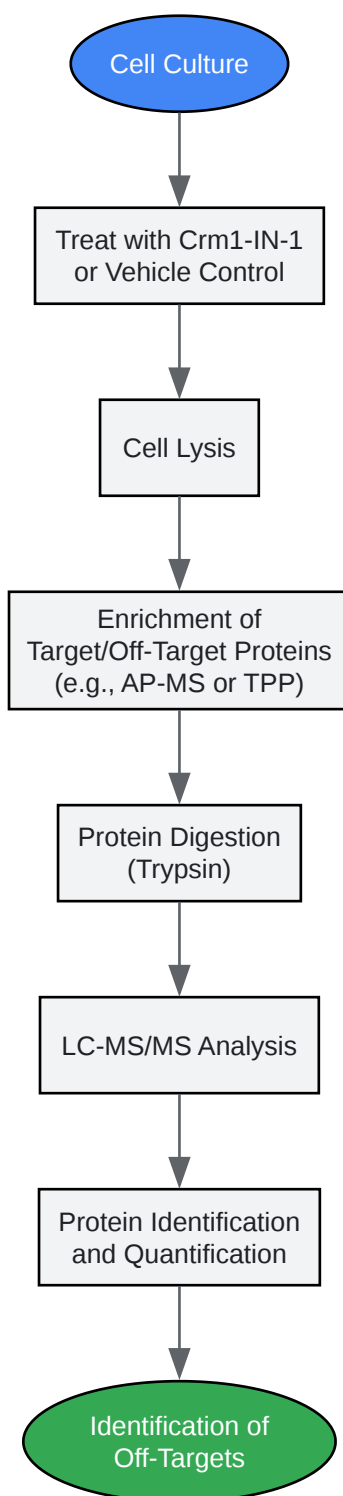 Cell Culture
Treat with Crm1-IN-1
or Vehicle Control
Cell Lysis
Enrichment of
Target/Off-Target Proteins
(e.g., AP-MS or TPP)
Protein Digestion
(Trypsin)
LC-MS/MS Analysis
Protein Identification
and Quantification
Identification of
Off-Targets